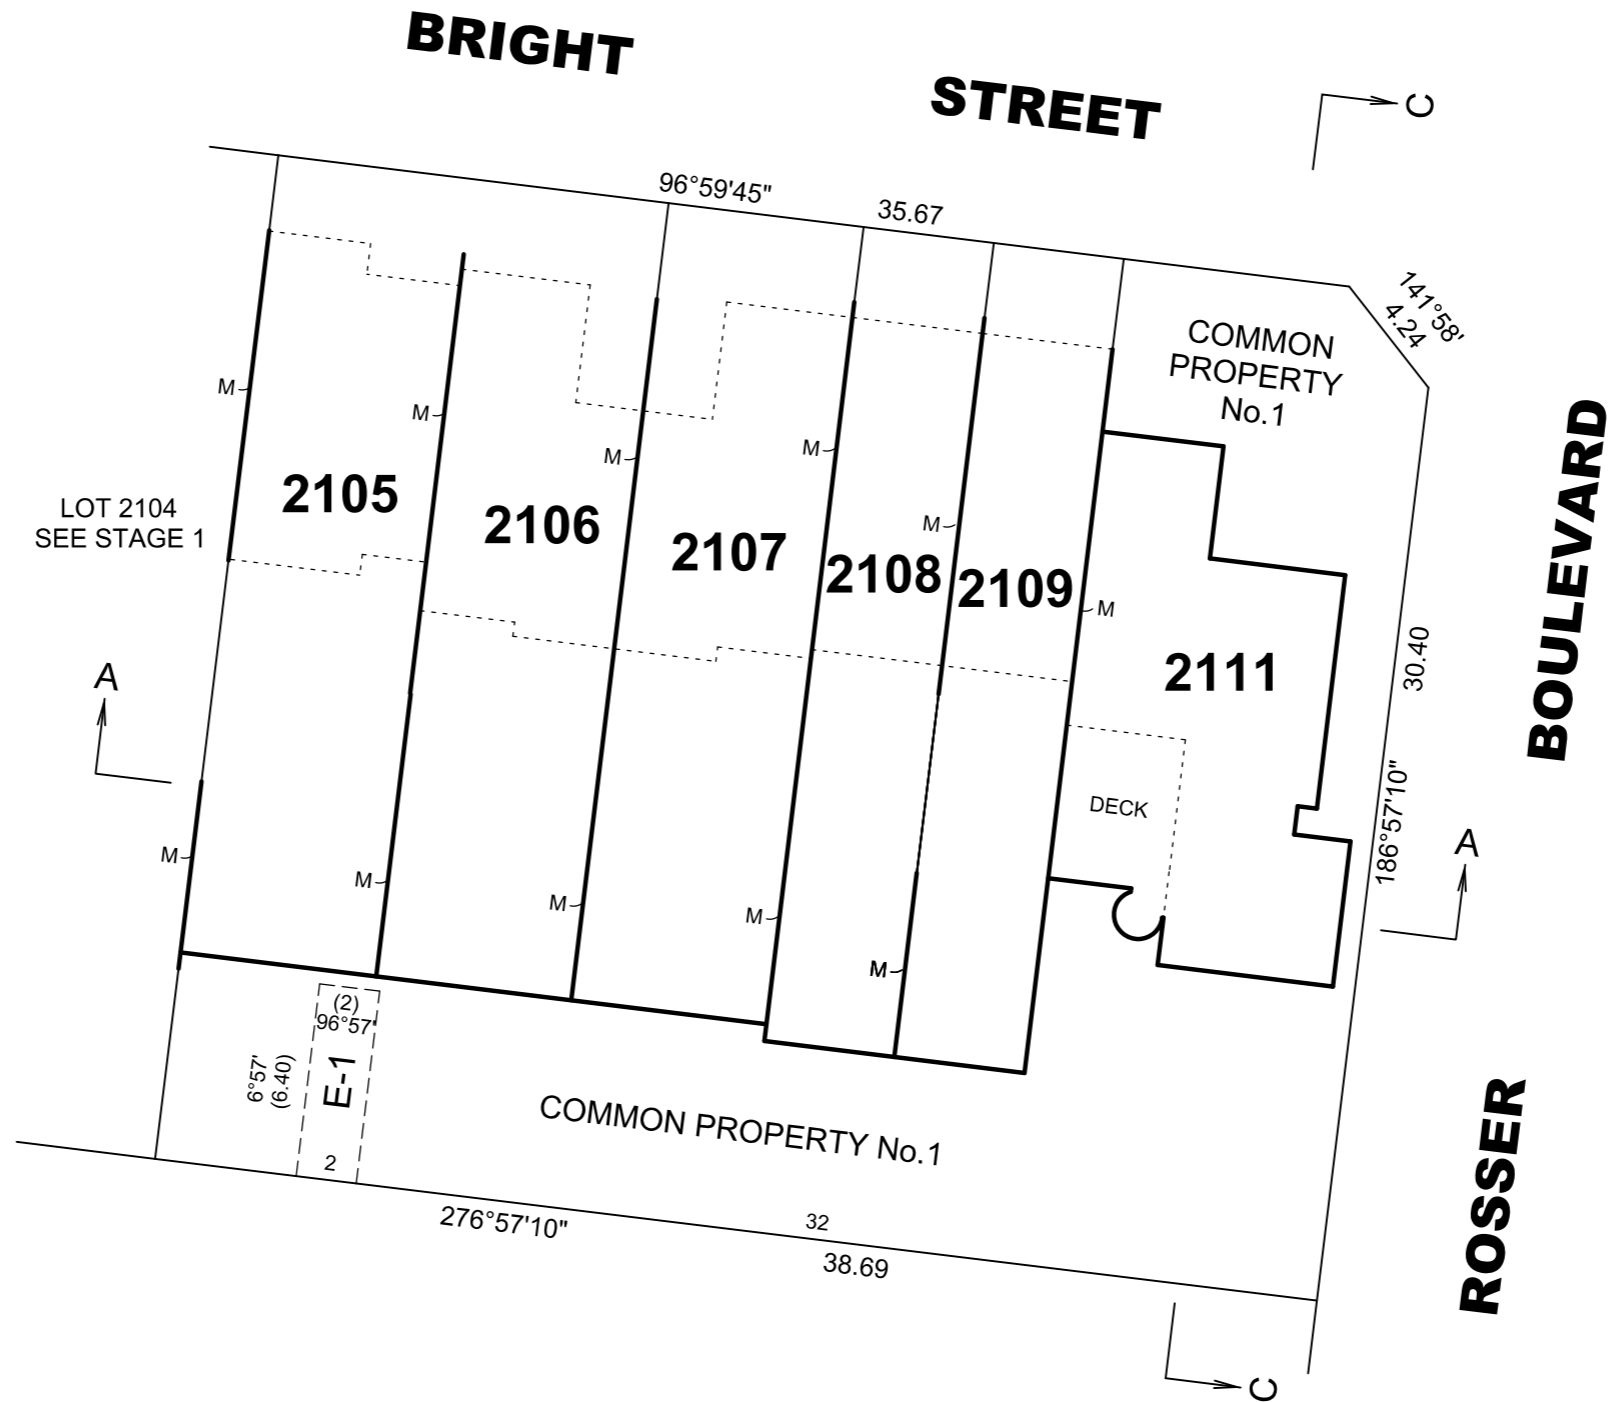 BRIGHT
STREET
C
96°59'45"
35.67
141°58'
4.24
COMMON
PROPERTY
No.1
M
M
M
M
M
M
BOULEVARD
2105
2106
2107
2108
2109
2111
LOT 2104
SEE STAGE 1
30.40
186°57'10"
A
A
DECK
M
M
M
M
M
(2)
96°57'
6°57'
(6.40)
E-1
2
COMMON PROPERTY No.1
ROSSER
276°57'10"
32
38.69
C